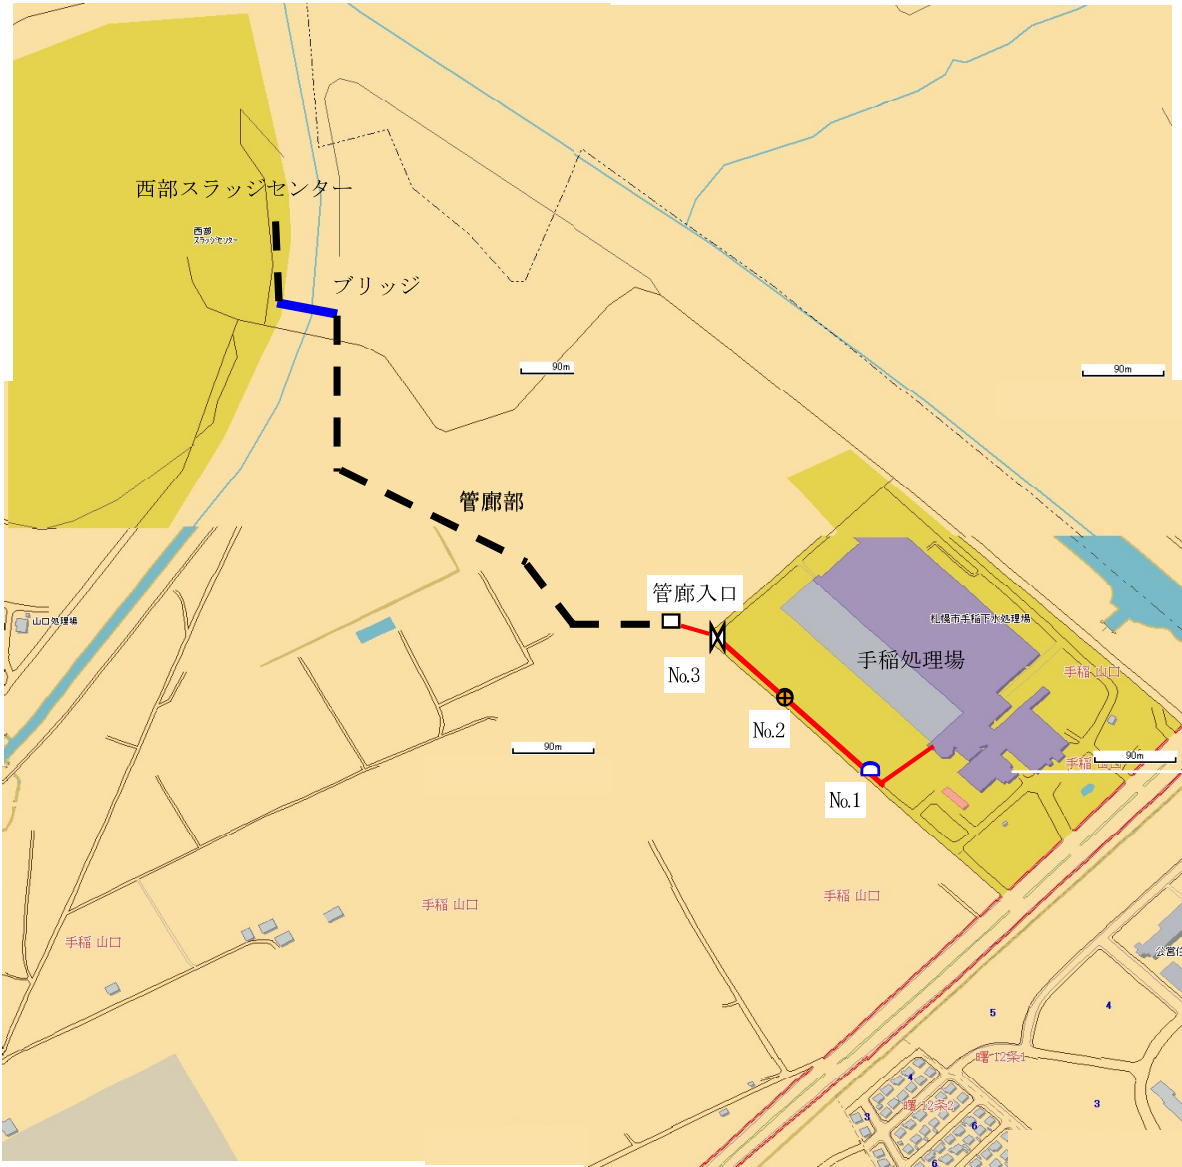 西部スラッジセンター
西部
スラッジセンター
ブリッジ
90m
90m
管廊部
管廊入口
山口処理場
札幌市手稲下水処理場
手稲処理場
手稲 山口
No.3
No.2
90m
90m
手稲
No.1
手稲 山口
手稲 山口
手稲 山口
公営住
4
5
曙 12条1
4
3
曙 12条2
3
6
6